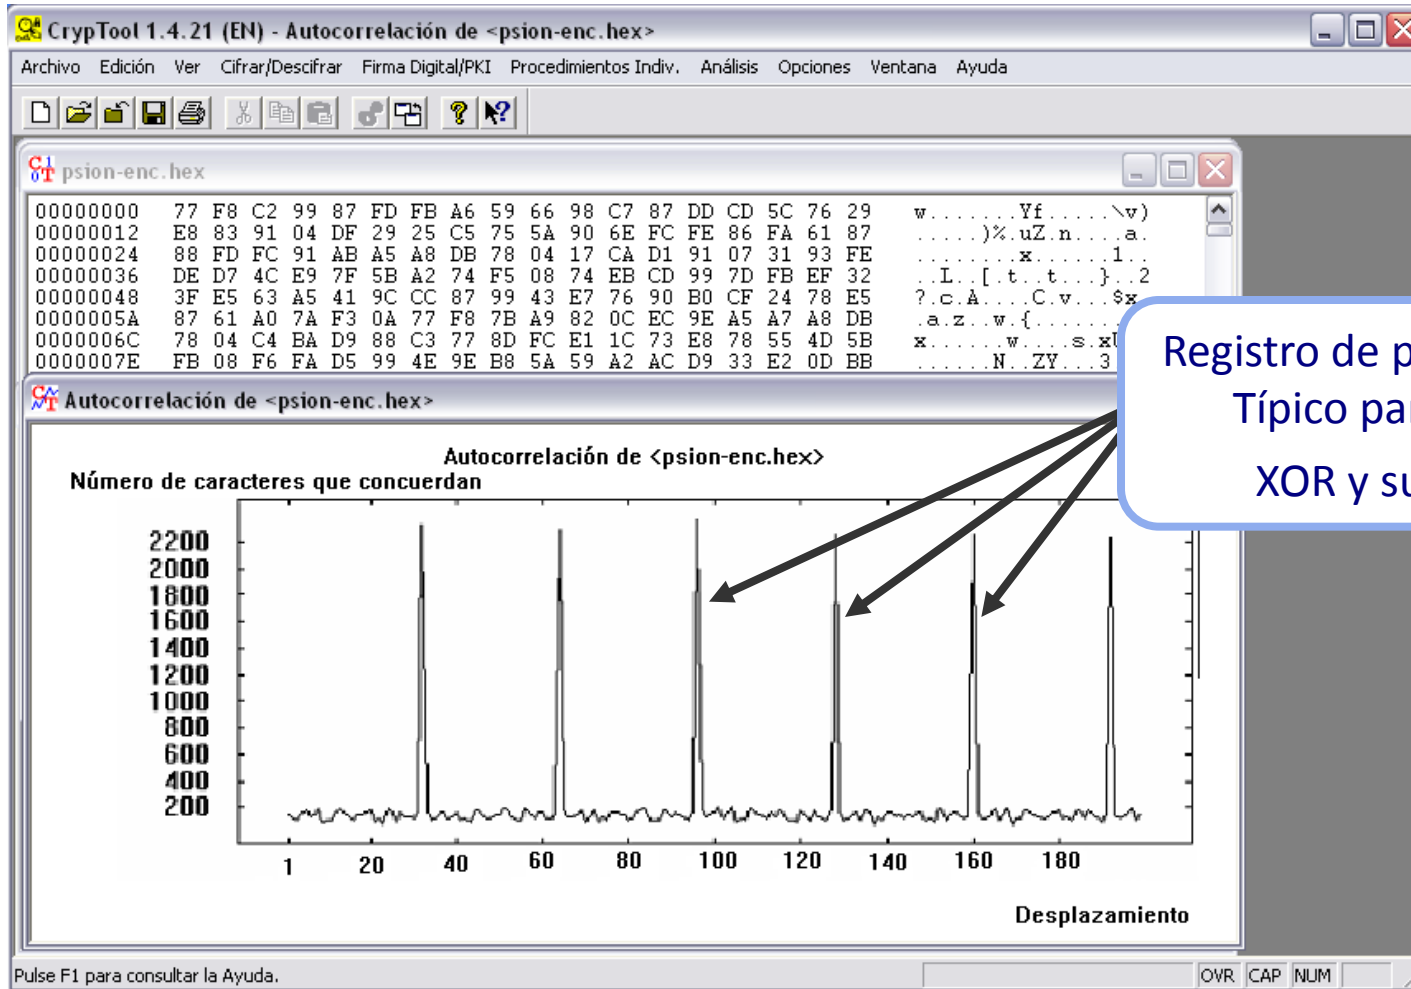 CrypTool 1.4.21 (EN) - Autocorrelación de <psion-enc.hex>
Archivo Edición Ver Cifrar/Descifrar Firma Digital/PKI Procedimientos Indiv. Análisis Opciones Ventana Ayuda
psion-enc.hex
00000000 77 F8 C2 99 87 FD FB A6 59 66 98 C7 87 DD CD 5C 76 29 w.......Yf.....\v)
00000012 E8 83 91 04 DF 29 25 C5 75 5A 90 6E FC FE 86 FA 61 87 .....)%.uZ.n....a.
00000024 88 FD FC 91 AB A5 A8 DB 78 04 17 CA D1 91 07 31 93 FE ........x......1..
00000036 DE D7 4C E9 7F 5B A2 74 F5 08 74 EB CD 99 7D FB EF 32 ..L..[.t..t...}..2
00000048 3F E5 63 A5 41 9C CC 87 99 43 E7 76 90 B0 CF 24 78 E5 ?.c.A....C.v...$x.
0000005A 87 61 A0 7A F3 0A 77 F8 7B A9 82 0C EC 9E A5 A7 A8 DB .a.z..w.{.......
0000006C 78 04 C4 BA D9 88 C3 77 8D FC E1 1C 73 E8 78 55 4D 5B x......w....s.xU
0000007E FB 08 F6 FA D5 99 4E 9E B8 5A 59 A2 AC D9 33 E2 0D BB ......N..ZY...3
Registro de p
Típico par
XOR y su
Autocorrelación de <psion-enc.hex>
Autocorrelación de <psion-enc.hex>
Número de caracteres que concuerdan
2200
2000
1800
1600
1400
1200
1000
800
600
400
200
1 20 40 60 80 100 120 140 160 180
Desplazamiento
Pulse F1 para consultar la Ayuda.
OVR CAP NUM